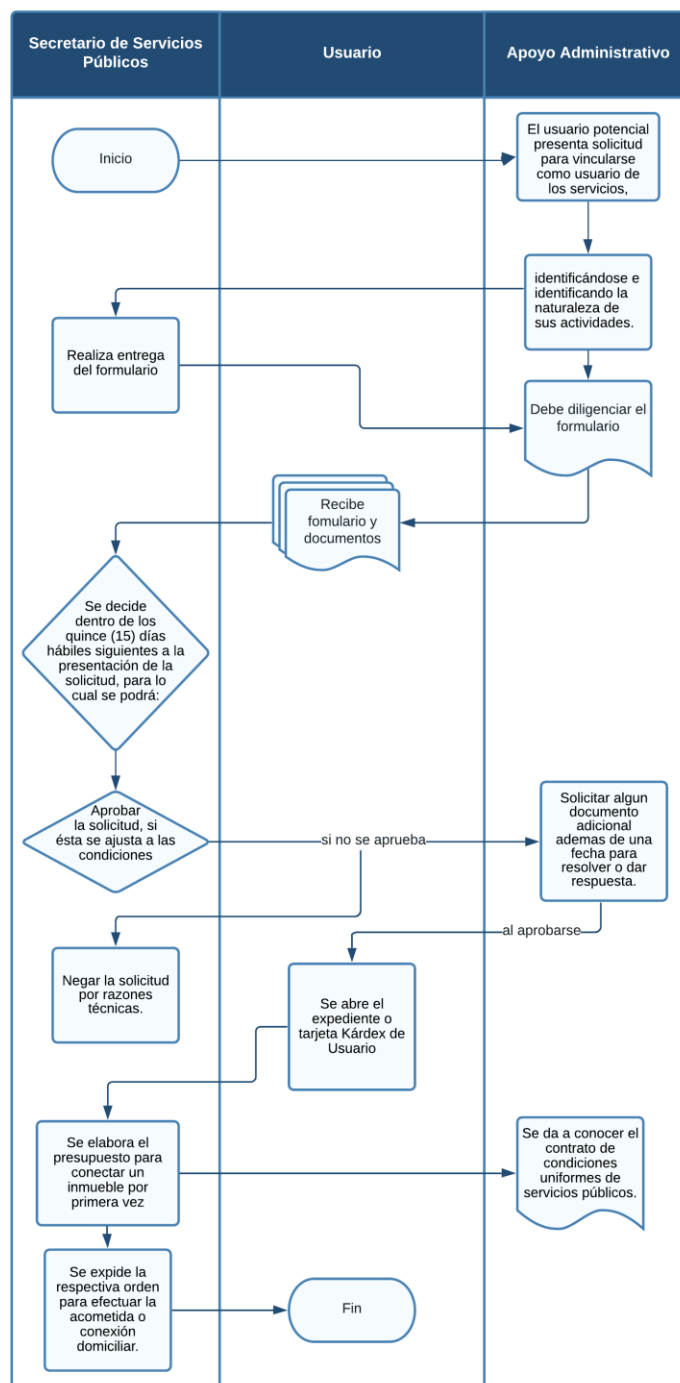 Secretario de Servicios
Públicos
Usuario
Apoyo Administrativo
Inicio
El usuario potencial
presenta solicitud
para vincularse
como usuario de
los servicios,
identificándose e
identificando la
naturaleza de
sus actividades.
Realiza entrega
del formulario
Debe diligenciar el
formulario
Recibe
fomulario y
documentos
Se decide
dentro de los
quince (15) días
hábiles siguientes a la
presentación de la
solicitud, para lo
cual se podrá:
Aprobar
la solicitud, si
ésta se ajusta a las
condiciones
si no se aprueba
Solicitar algun
documento
adicional
ademas de una
fecha para
resolver o dar
respuesta.
al aprobarse
Negar la solicitud
por razones
técnicas.
Se abre el
expediente o
tarjeta Kárdex de
Usuario
Se elabora el
presupuesto para
conectar un
inmueble por
primera vez
Se da a conocer el
contrato de
condiciones
uniformes de
servicios públicos.
Se expide la
respectiva orden
para efectuar la
acometida o
conexión
domiciliar.
Fin